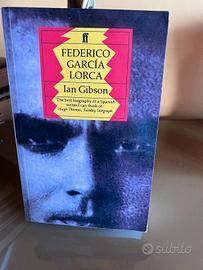 ff
FEDERICO
GARCÍA
LORCA
Ian Gibson
The best biography of a Spanish
writer I can think of
Hugh Thomas, Sunday Telegraph
subito